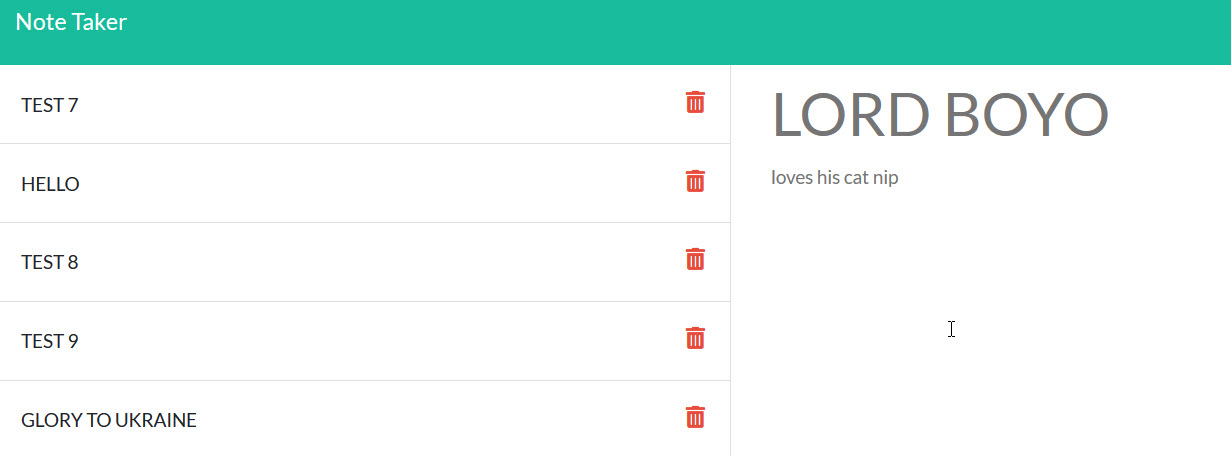 Note Taker
TEST 7
HELLO
TEST 8
TEST 9
GLORY TO UKRAINE
LORD BOYO
loves his cat nip